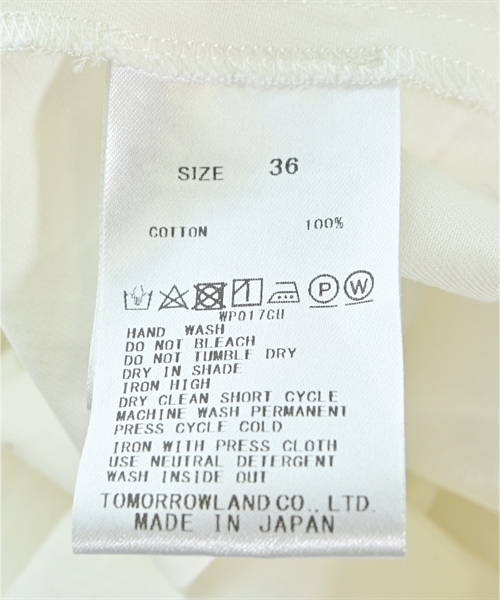 SIZE 36
COTTON 100%
P W
WP017CU
HAND WASH
DO NOT BLEACH
DO NOT TUMBLE DRY
DRY IN SHADE
IRON HIGH
DRY CLEAN SHORT CYCLE
MACHINE WASH PERMANENT
PRESS CYCLE COLD
IRON WITH PRESS CLOTH
USE NEUTRAL DETERGENT
WASH INSIDE OUT
TOMORROWLAND CO., LTD.
MADE IN JAPAN